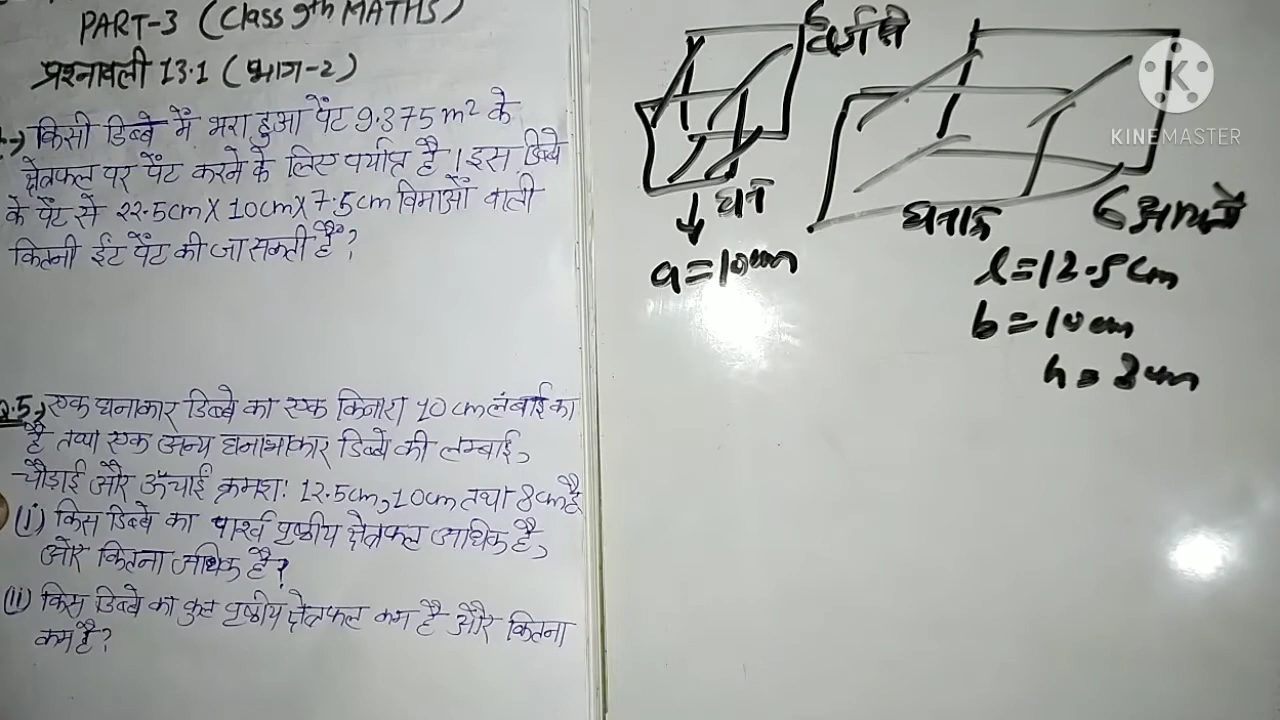 PART-3 (Class 9th MATHS)
प्रश्नावली 13.1 (भाग-2)
किसी डिब्बे में भरा हुआ पेंट 9.375m² के
क्षेत्रफल पर पेंट करने के लिए पर्याप्त है। इस डिब्बे
के पेंट से 22.5cm X 10cm X 7.5cm विमाओं वाली
कितनी ईंट पेंट की जा सकती हैं?
Q.5, एक घनाकार डिब्बे का एक किनारा 10 cm लंबाई का
है तथा एक अन्य घनाभाकार डिब्बे की लम्बाई,
चौड़ाई और ऊँचाई क्रमशः 12.5cm, 10cm तथा 8cm है
(i) किस डिब्बे का पार्श्व पृष्ठीय क्षेत्रफल अधिक है,
और कितना अधिक है?
(ii) किस डिब्बे का कुल पृष्ठीय क्षेत्रफल कम है और कितना
कम है?
घन
a = 10cm
6
l = 12.5cm
b = 10cm
h = 8cm
K
KINEMASTER